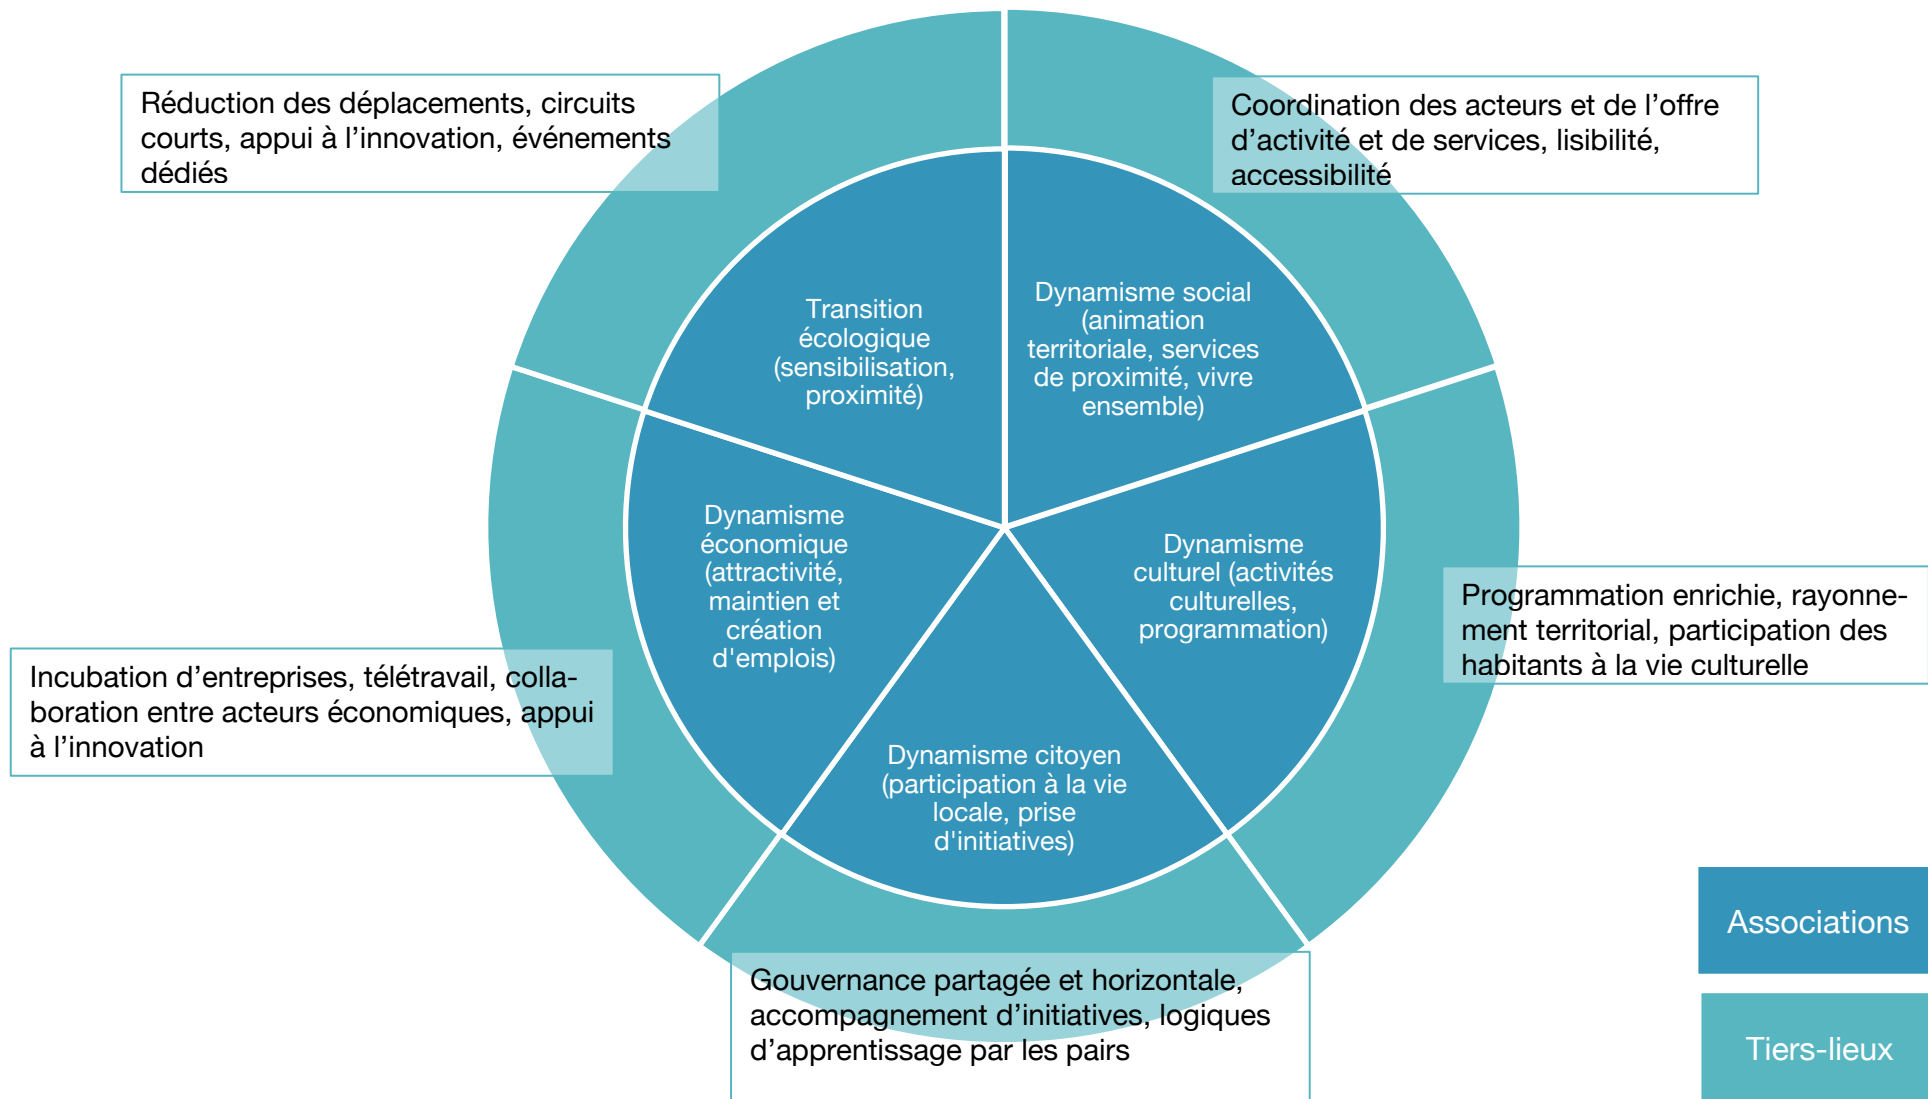 Réduction des déplacements, circuits
courts, appui à l’innovation, événements
dédiés
Coordination des acteurs et de l’offre
d’activité et de services, lisibilité,
accessibilité
Transition
écologique
(sensibilisation,
proximité)
Dynamisme social
(animation
territoriale, services
de proximité, vivre
ensemble)
Dynamisme
économique
(attractivité,
maintien et
création
d'emplois)
Dynamisme
culturel (activités
culturelles,
programmation)
Programmation enrichie, rayonne-
ment territorial, participation des
habitants à la vie culturelle
Incubation d’entreprises, télétravail, colla-
boration entre acteurs économiques, appui
à l’innovation
Dynamisme citoyen
(participation à la vie
locale, prise
d'initiatives)
Gouvernance partagée et horizontale,
accompagnement d’initiatives, logiques
d’apprentissage par les pairs
Associations
Tiers-lieux